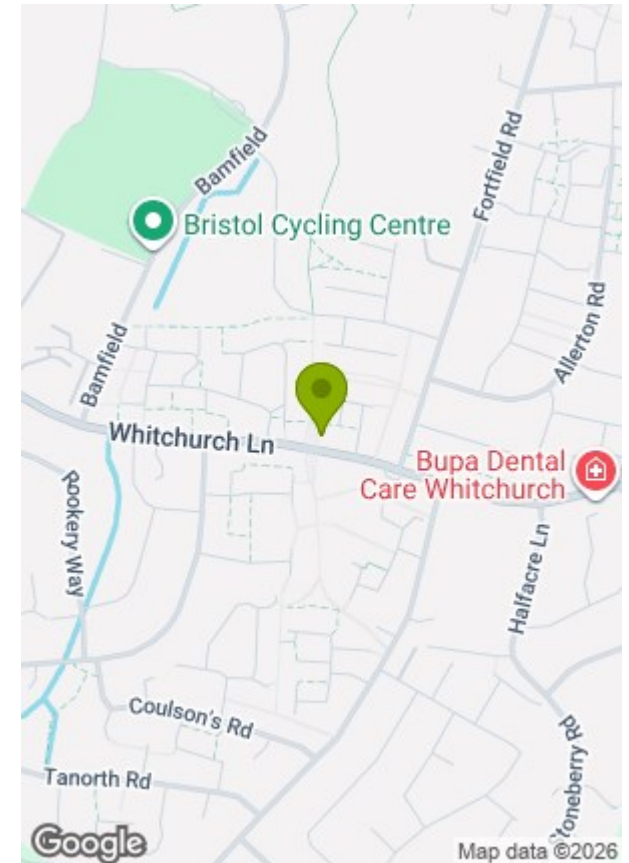 Bamfield
Fortfield Rd
Bristol Cycling Centre
Allerton Rd
Bamfield
Whitchurch Ln
Bupa Dental
Care Whitchurch
Rookery Way
Halfacre Ln
Coulson's Rd
Stoneberry Rd
Tanorth Rd
Google
Map data ©2026